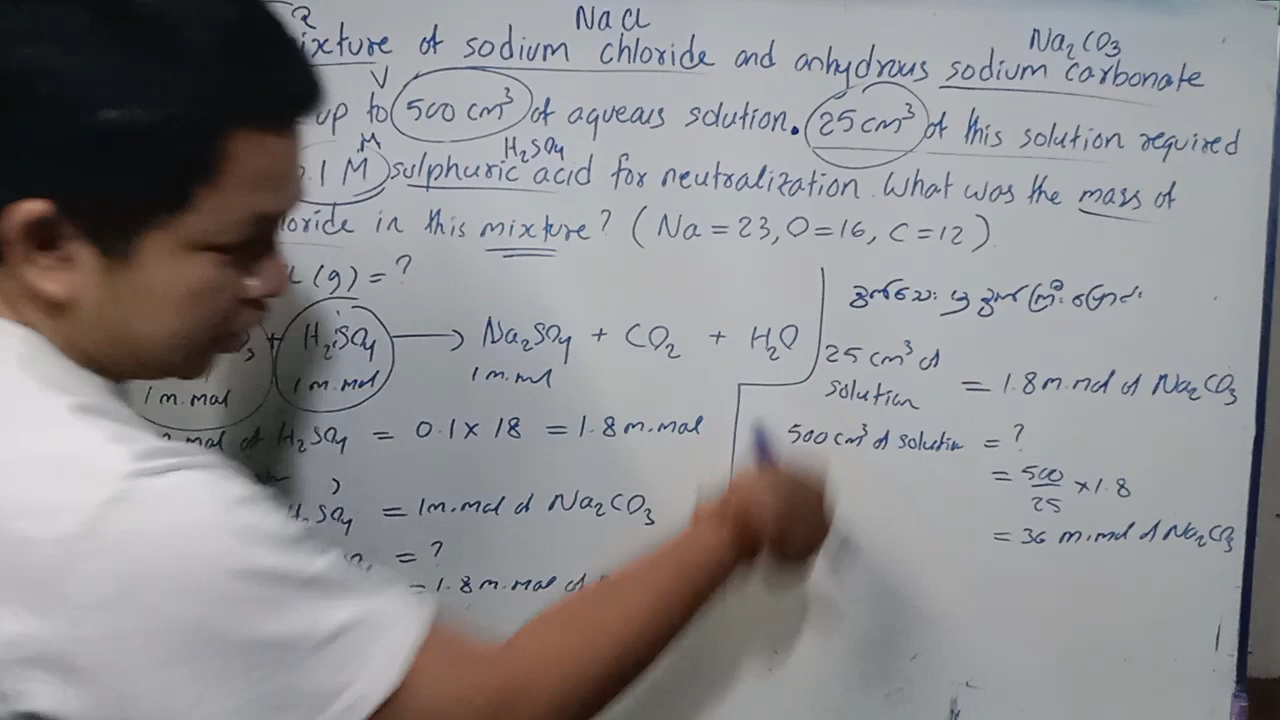 NaCl
ixture of sodium chloride and anhydrous sodium carbonate
Na₂CO₃
V
up to 500 cm³ of aqueous solution. 25 cm³ of this solution required
M H₂SO₄
.1 M sulphuric acid for neutralization. What was the mass of
loride in this mixture? (Na = 23, O = 16, C = 12)
(g) = ?
+ H₂SO₄ → Na₂SO₄ + CO₂ + H₂O
1 m.mol 1 m.mol 1 m.mol
mol of H₂SO₄ = 0.1 × 18 = 1.8 m.mol
H₂SO₄ = 1 m.mol of Na₂CO₃
= ?
= 1.8 m.mol of
25 cm³ of
solution = 1.8 m.mol of Na₂CO₃
500 cm³ of solution = ?
= 500/25 × 1.8
= 36 m.mol of Na₂CO₃